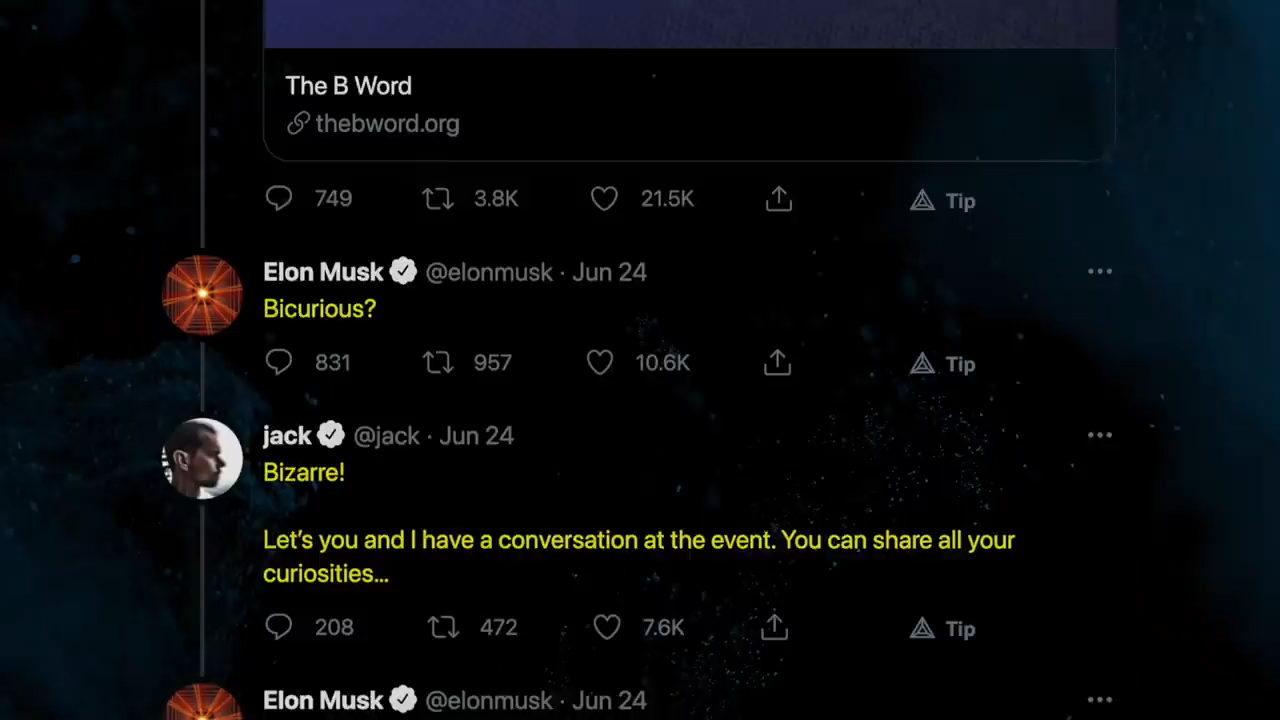 The B Word
thebword.org
749 3.8K 21.5K Tip
Elon Musk @elonmusk · Jun 24
Bicurious?
831 957 10.6K Tip
jack @jack · Jun 24
Bizarre!
Let's you and I have a conversation at the event. You can share all your
curiosities...
208 472 7.6K Tip
Elon Musk @elonmusk · Jun 24